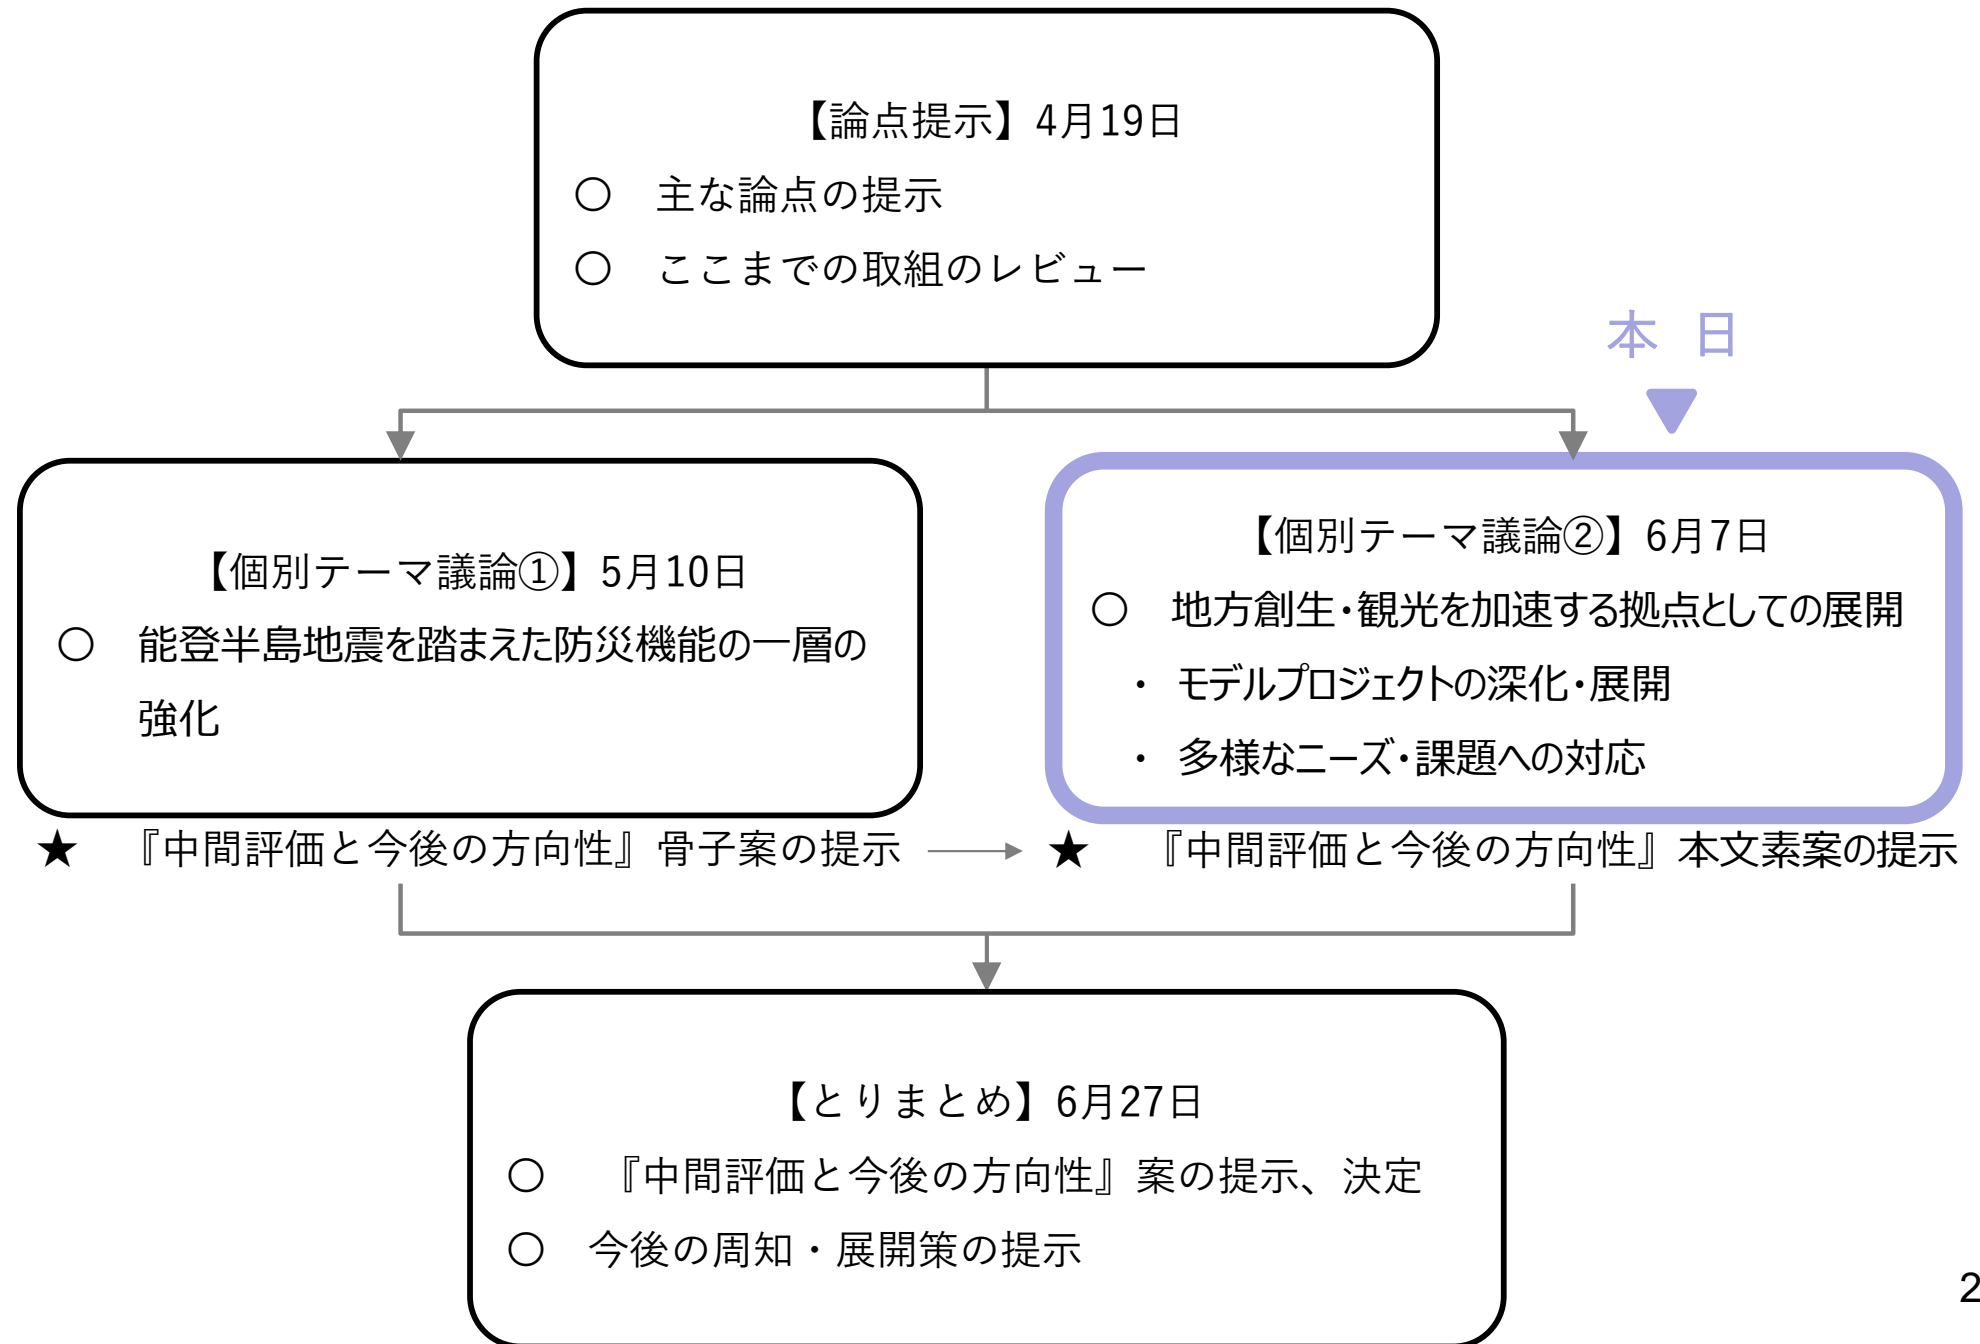 【論点提示】4月19日
〇 主な論点の提示
〇 ここまでの取組のレビュー
本 日
【個別テーマ議論①】5月10日
〇 能登半島地震を踏まえた防災機能の一層の
強化
【個別テーマ議論②】6月7日
〇 地方創生・観光を加速する拠点としての展開
・ モデルプロジェクトの深化・展開
・ 多様なニーズ・課題への対応
★ 『中間評価と今後の方向性』骨子案の提示
★ 『中間評価と今後の方向性』本文素案の提示
【とりまとめ】6月27日
〇 『中間評価と今後の方向性』案の提示、決定
〇 今後の周知・展開策の提示
2